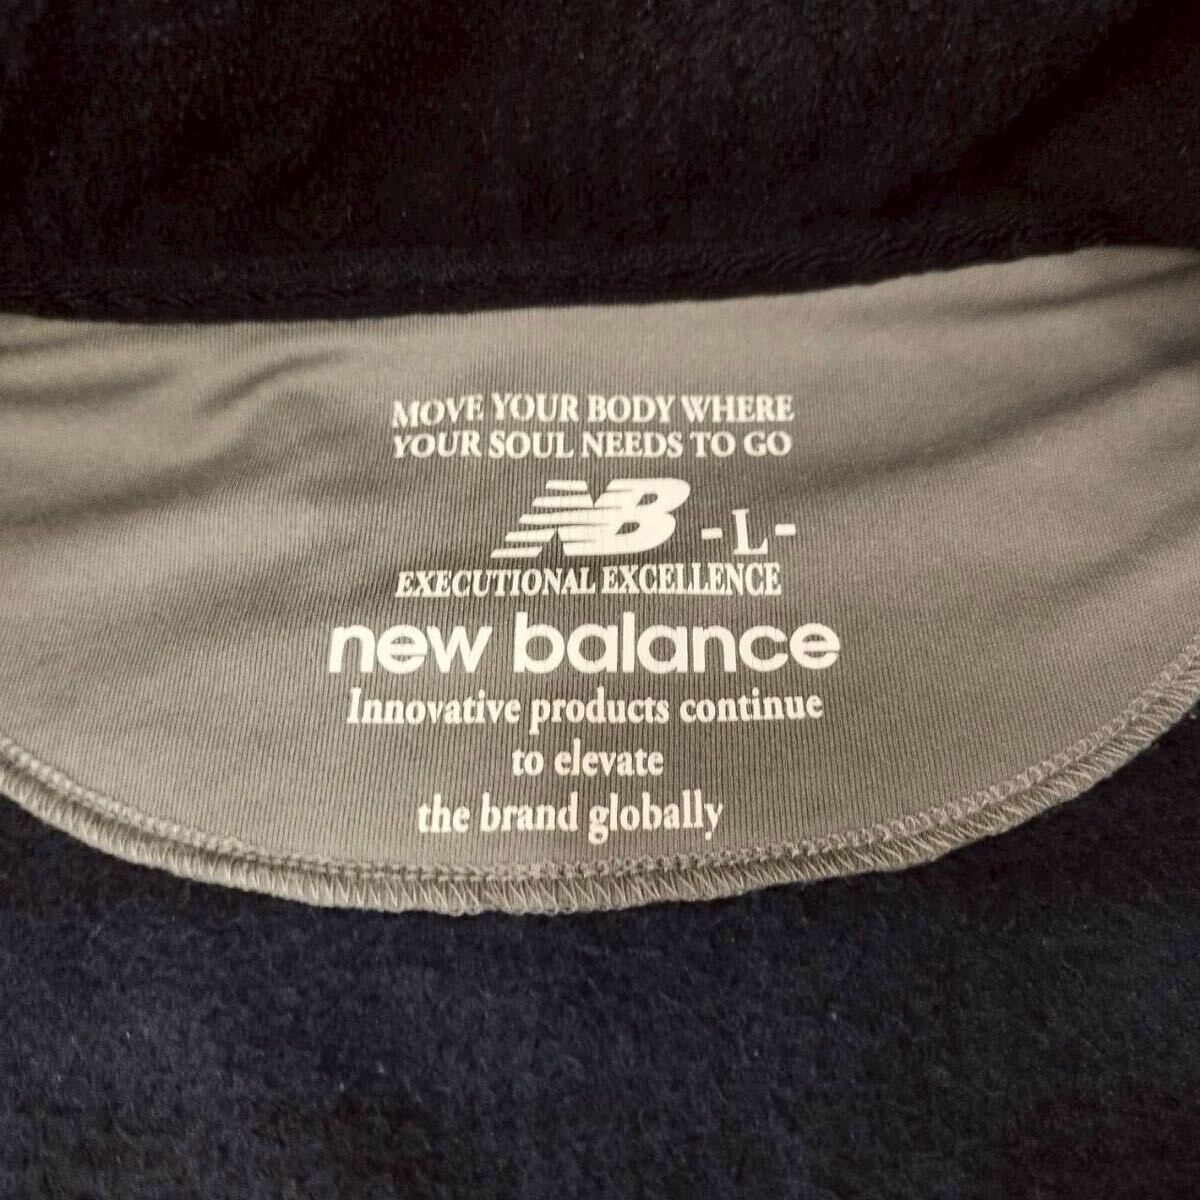 MOVE YOUR BODY WHERE
YOUR SOUL NEEDS TO GO
NB -L-
EXECUTIONAL EXCELLENCE
new balance
Innovative products continue
to elevate
the brand globally